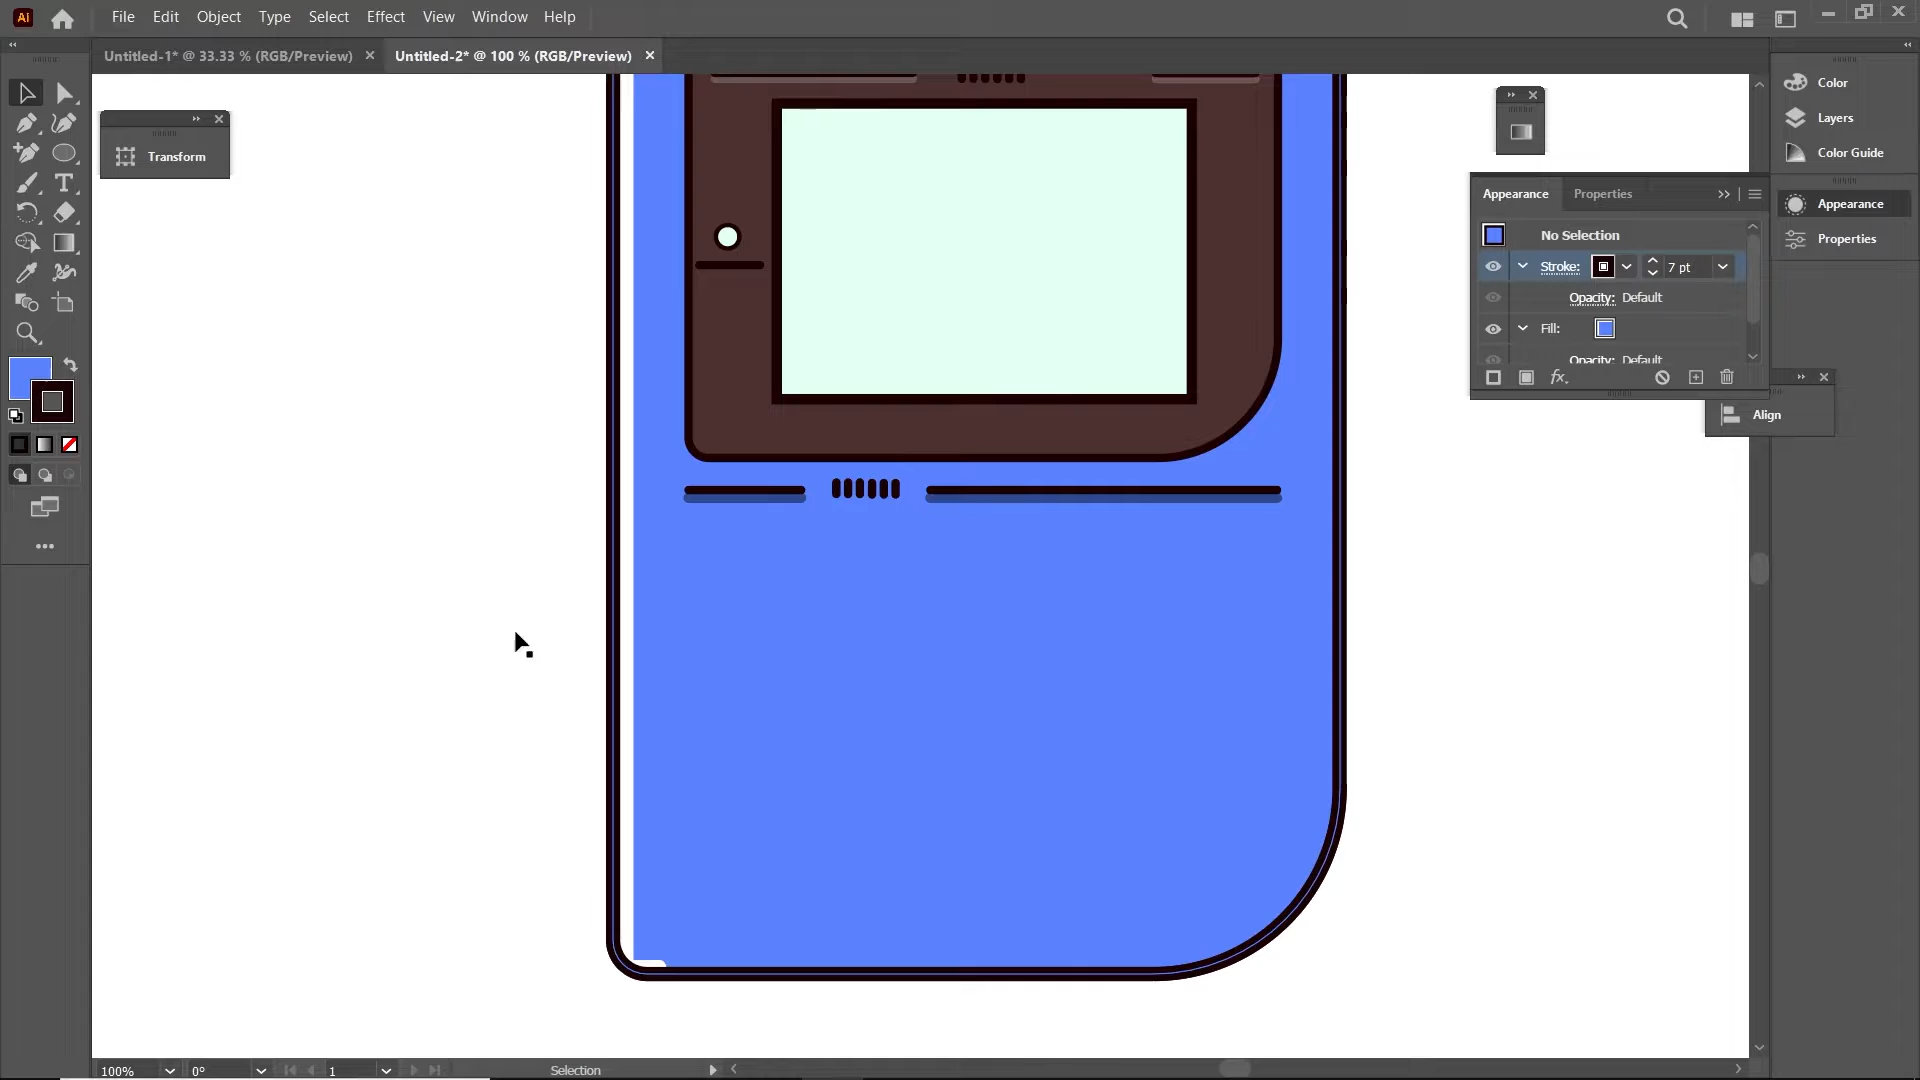 Ai
File Edit Object Type Select Effect View Window Help
Untitled-1* @ 33.33 % (RGB/Preview)
Untitled-2* @ 100 % (RGB/Preview)
Transform
Color
Layers
Color Guide
Appearance
Properties
Appearance Properties
No Selection
Stroke: 7 pt
Opacity: Default
Fill:
Opacity: Default
fx
Align
100% 0° 1 Selection